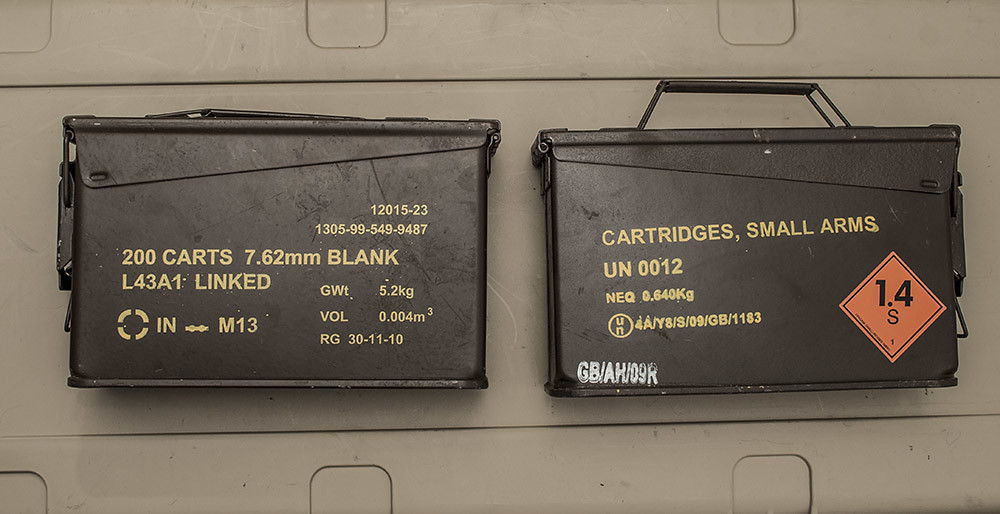 12015-23
1305-99-549-9487
200 CARTS 7.62mm BLANK
L43A1 LINKED
GWt 5.2kg
VOL 0.004m³
IN M13
RG 30-11-10
CARTRIDGES, SMALL ARMS
UN 0012
NEQ 0.640Kg
un 4A/Y8/S/09/GB/1183
GB/AH/09R
1.4
S
1